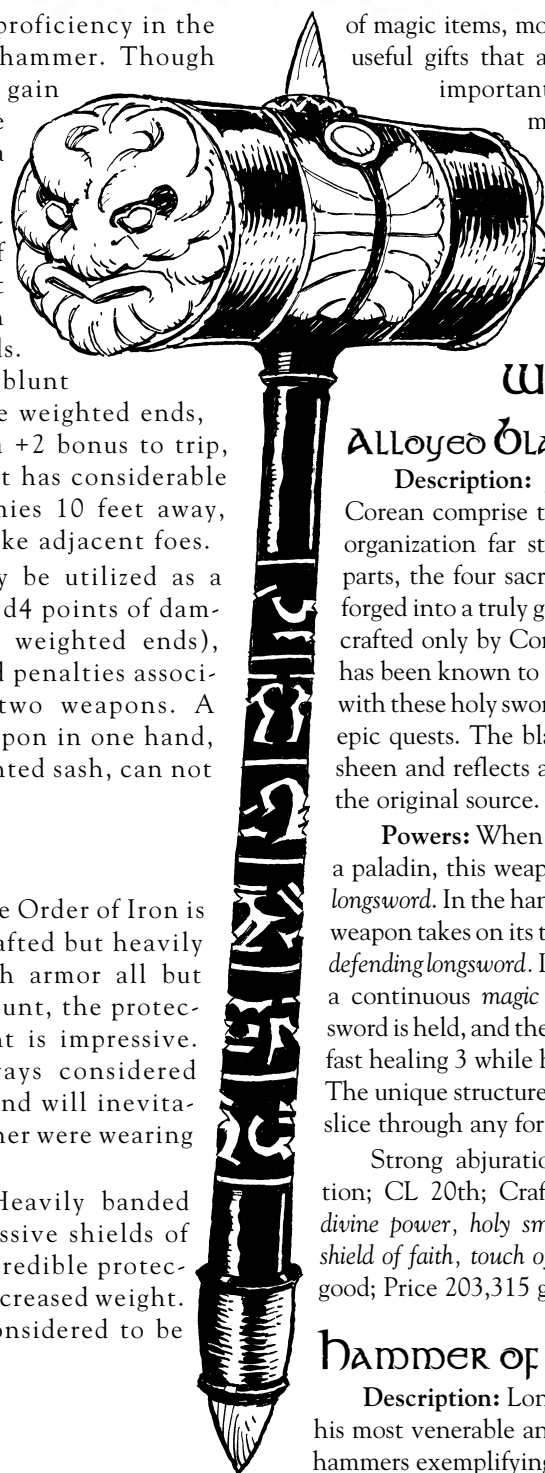 proficiency in the
hammer. Though
gain
e
f
t
ls.
blunt
e weighted ends,
a +2 bonus to trip,
t has considerable
nies 10 feet away,
ke adjacent foes.
y be utilized as a
d4 points of dam-
weighted ends),
d penalties associ-
two weapons. A
pon in one hand,
nted sash, can not
e Order of Iron is
afted but heavily
h armor all but
unt, the protec-
nt is impressive.
ays considered
nd will inevita-
ner were wearing
Heavily banded
ssive shields of
credible protec-
creased weight.
onsidered to be
of magic items, mo
useful gifts that a
important
m
W
Alloyed Bla
Description:
Corean comprise t
organization far st
parts, the four sacr
forged into a truly g
crafted only by Cor
has been known to
with these holy swor
epic quests. The bla
sheen and reflects a
the original source.
Powers: When
a paladin, this weap
longsword. In the han
weapon takes on its t
defending longsword. I
a continuous magic
sword is held, and the
fast healing 3 while h
The unique structure
slice through any for
Strong abjuratio
tion; CL 20th; Craf
divine power, holy sm
shield of faith, touch o
good; Price 203,315 g
Hammer of
Description: Lon
his most venerable an
hammers exemplifying